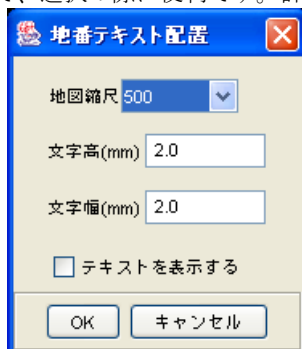 地番テキスト配置
地図縮尺 500
文字高(mm) 2.0
文字幅(mm) 2.0
テキストを表示する
OK キャンセル